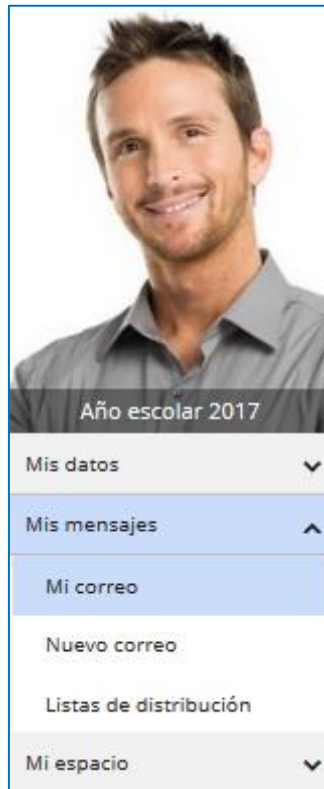 Año escolar 2017
Mis datos
Mis mensajes
Mi correo
Nuevo correo
Listas de distribución
Mi espacio